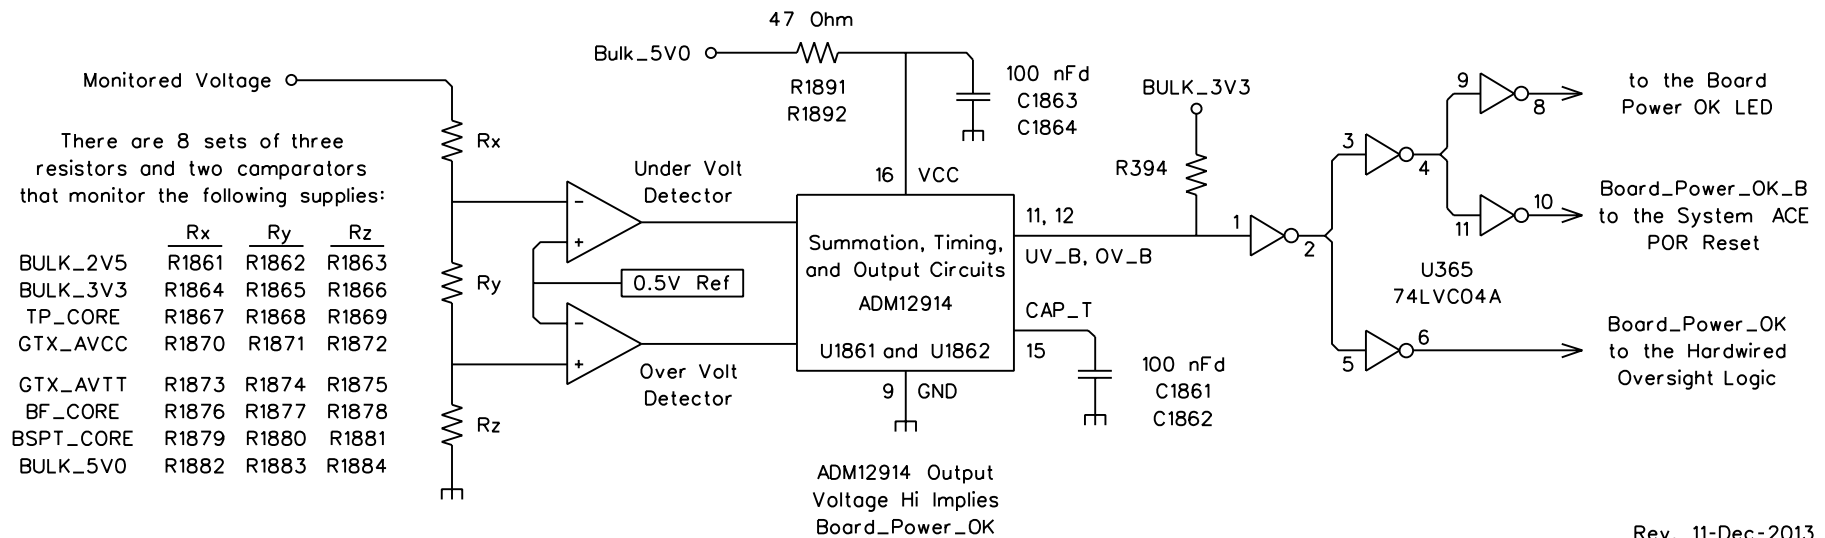 47 Ohm
Bulk_5V0
R1891
R1892
100 nFd
C1863
C1864
Monitored Voltage
There are 8 sets of three
resistors and two camparators
that monitor the following supplies:
Rx Ry Rz
BULK_2V5 R1861 R1862 R1863
BULK_3V3 R1864 R1865 R1866
TP_CORE R1867 R1868 R1869
GTX_AVCC R1870 R1871 R1872
GTX_AVTT R1873 R1874 R1875
BF_CORE R1876 R1877 R1878
BSPT_CORE R1879 R1880 R1881
BULK_5V0 R1882 R1883 R1884
Rx
Ry
Rz
Under Volt
Detector
-
+
0.5V Ref
-
+
Over Volt
Detector
16 VCC
Summation, Timing,
and Output Circuits
ADM12914
U1861 and U1862
9 GND
ADM12914 Output
Voltage Hi Implies
Board_Power_OK
11, 12
UV_B, OV_B
CAP_T
15
100 nFd
C1861
C1862
BULK_3V3
R394
1
2
3
4
5
6
9
8
11
10
U365
74LVC04A
to the Board
Power OK LED
Board_Power_OK_B
to the System ACE
POR Reset
Board_Power_OK
to the Hardwired
Oversight Logic
Rev. 11-Dec-2013